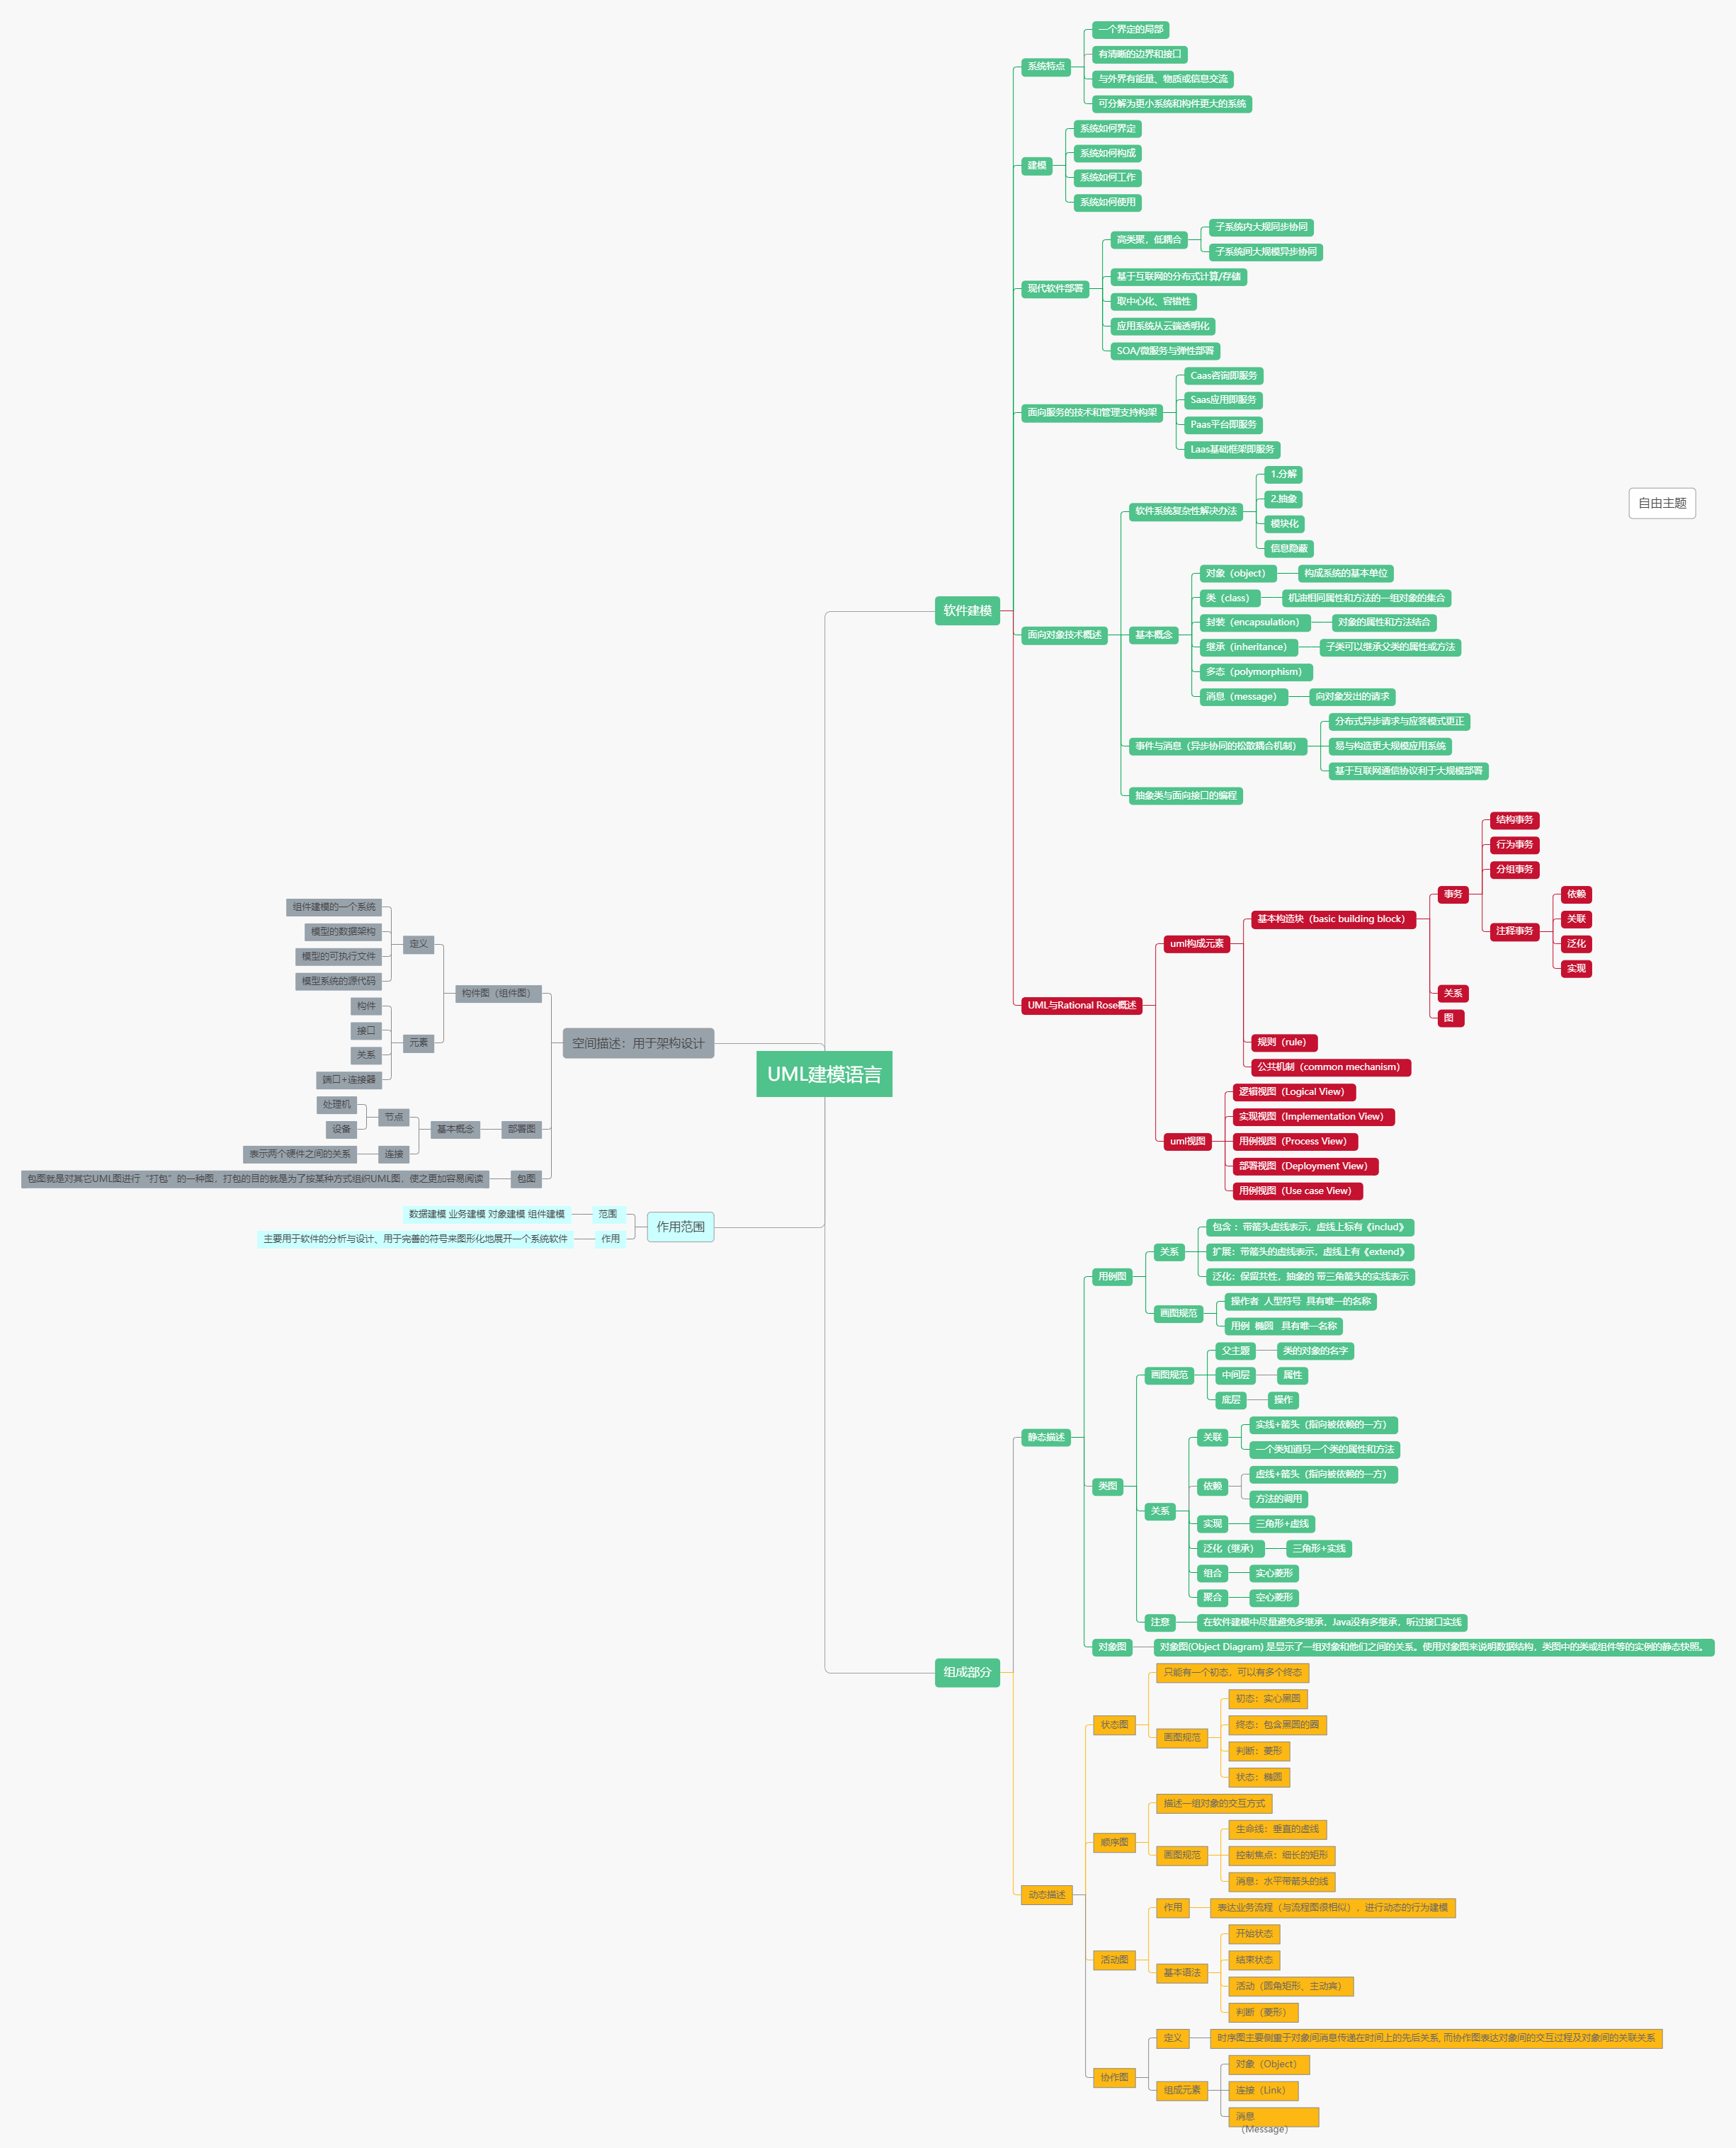 UML建模语言
软件建模
系统特点
一个界定的局部
有清晰的边界和接口
与外界有能量、物质或信息交流
可分解为更小系统和构件更大的系统
建模
系统如何界定
系统如何构成
系统如何工作
系统如何使用
现代软件部署
高类聚，低耦合
子系统内大规同步协同
子系统间大规模异步协同
基于互联网的分布式计算/存储
取中心化、容错性
应用系统从云端透明化
SOA/微服务与弹性部署
面向服务的技术和管理支持构架
Caas咨询即服务
Saas应用即服务
Paas平台即服务
Laas基础框架即服务
面向对象技术概述
软件系统复杂性解决办法
1.分解
2.抽象
模块化
信息隐蔽
基本概念
对象（object）
构成系统的基本单位
类（class）
机油相同属性和方法的一组对象的集合
封装（encapsulation）
对象的属性和方法结合
继承（inheritance）
子类可以继承父类的属性或方法
多态（polymorphism）
消息（message）
向对象发出的请求
事件与消息（异步协同的松散耦合机制）
分布式异步请求与应答模式更正
易与构造更大规模应用系统
基于互联网通信协议利于大规模部署
抽象类与面向接口的编程
UML与Rational Rose概述
uml构成元素
基本构造块（basic building block）
事务
结构事务
行为事务
分组事务
注释事务
依赖
关联
泛化
实现
关系
图
规则（rule）
公共机制（common mechanism）
uml视图
逻辑视图（Logical View）
实现视图（Implementation View）
用例视图（Process View）
部署视图（Deployment View）
用例视图（Use case View）
自由主题
空间描述：用于架构设计
构件图（组件图）
定义
组件建模的一个系统
模型的数据架构
模型的可执行文件
模型系统的源代码
元素
构件
接口
关系
端口+连接器
部署图
基本概念
节点
处理机
设备
连接
表示两个硬件之间的关系
包图
包图就是对其它UML图进行“打包”的一种图，打包的目的就是为了按某种方式组织UML图，使之更加容易阅读
作用范围
范围
数据建模 业务建模 对象建模 组件建模
作用
主要用于软件的分析与设计、用于完善的符号来图形化地展开一个系统软件
组成部分
静态描述
用例图
关系
包含：带箭头虚线表示，虚线上标有《includ》
扩展：带箭头的虚线表示，虚线上有《extend》
泛化：保留共性，抽象的 带三角箭头的实线表示
画图规范
操作者 人型符号 具有唯一的名称
用例 椭圆 具有唯一名称
类图
画图规范
父主题
类的对象的名字
中间层
属性
底层
操作
关系
关联
实线+箭头（指向被依赖的一方）
一个类知道另一个类的属性和方法
依赖
虚线+箭头（指向被依赖的一方）
方法的调用
实现
三角形+虚线
泛化（继承）
三角形+实线
组合
实心菱形
聚合
空心菱形
注意
在软件建模中尽量避免多继承，Java没有多继承，听过接口实线
对象图
对象图(Object Diagram) 是显示了一组对象和他们之间的关系。使用对象图来说明数据结构，类图中的类或组件等的实例的静态快照。
动态描述
状态图
只能有一个初态，可以有多个终态
画图规范
初态：实心黑圆
终态：包含黑圆的圆
判断：菱形
状态：椭圆
顺序图
描述一组对象的交互方式
画图规范
生命线：垂直的虚线
控制焦点：细长的矩形
消息：水平带箭头的线
活动图
作用
表达业务流程（与流程图很相似），进行动态的行为建模
基本语法
开始状态
结束状态
活动（圆角矩形、主动宾）
判断（菱形）
协作图
定义
时序图主要侧重于对象间消息传递在时间上的先后关系, 而协作图表达对象间的交互过程及对象间的关联关系
组成元素
对象（Object）
连接（Link）
消息
（Message）